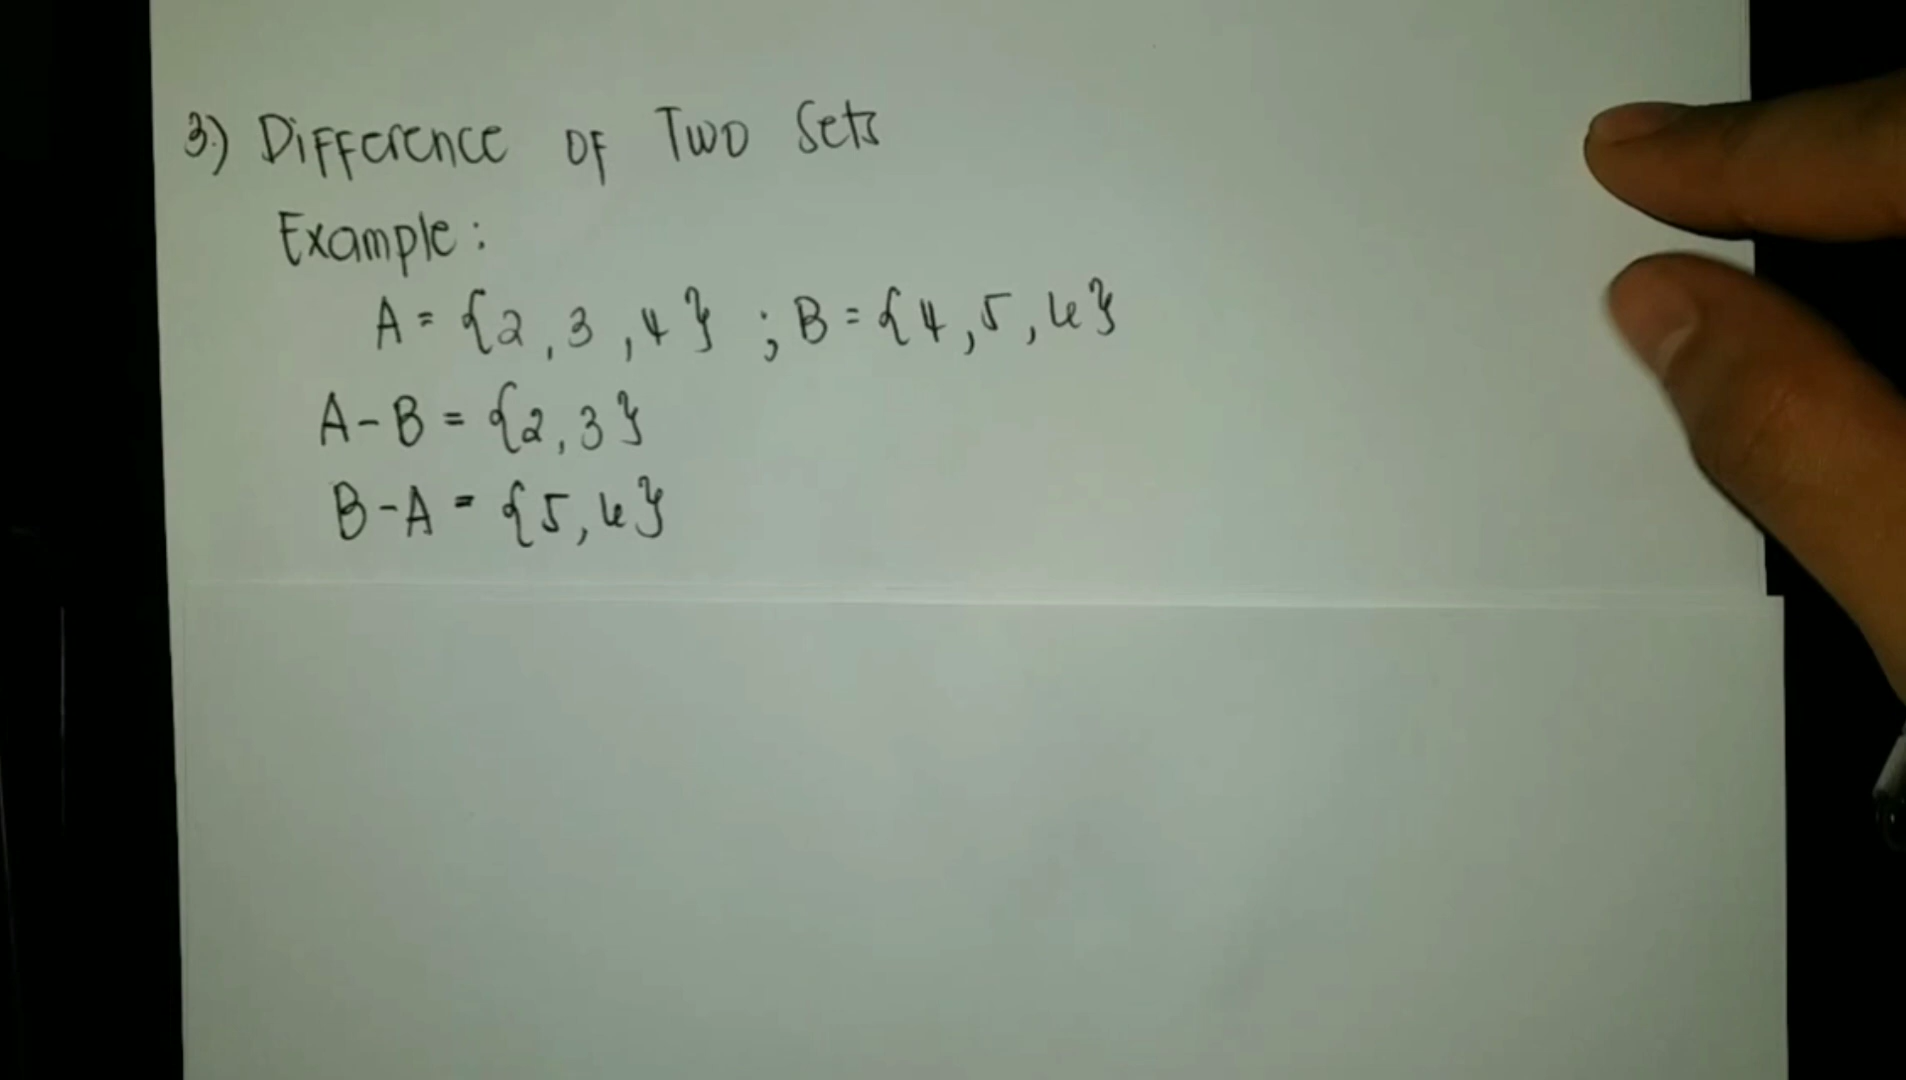 3.) Difference of Two Sets
Example:
A = {2, 3, 4} ; B = {4, 5, 6}
A - B = {2, 3}
B - A = {5, 6}